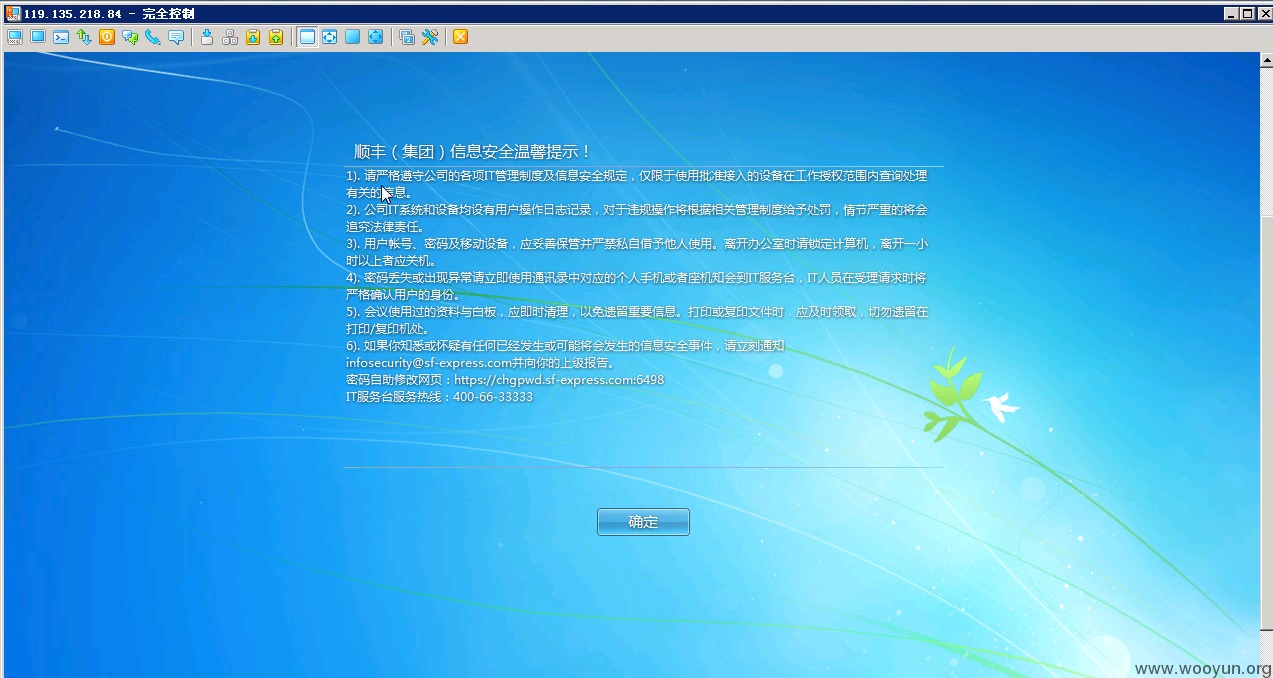 119.135.218.84 - 完全控制
顺丰（集团）信息安全温馨提示！
1). 请严格遵守公司的各项IT管理制度及信息安全规定，仅限于使用批准接入的设备在工作授权范围内查询处理
有关的信息。
2). 公司IT系统和设备均设有用户操作日志记录，对于违规操作将根据相关管理制度给予处罚，情节严重的将会
追究法律责任。
3). 用户帐号、密码及移动设备，应妥善保管并严禁私自借予他人使用。离开办公室时请锁定计算机，离开一小
时以上者应关机。
4). 密码丢失或出现异常请立即使用通讯录中对应的个人手机或者座机知会到IT服务台，IT人员在受理请求时将
严格确认用户的身份。
5). 会议使用过的资料与白板，应即时清理，以免遗留重要信息。打印或复印文件时，应及时领取，切勿遗留在
打印/复印机处。
6). 如果你知悉或怀疑有任何已经发生或可能将会发生的信息安全事件，请立刻通知
infosecurity@sf-express.com并向你的上级报告。
密码自助修改网页：https://chgpwd.sf-express.com:6498
IT服务台服务热线：400-66-33333
确定
www.wooyun.org